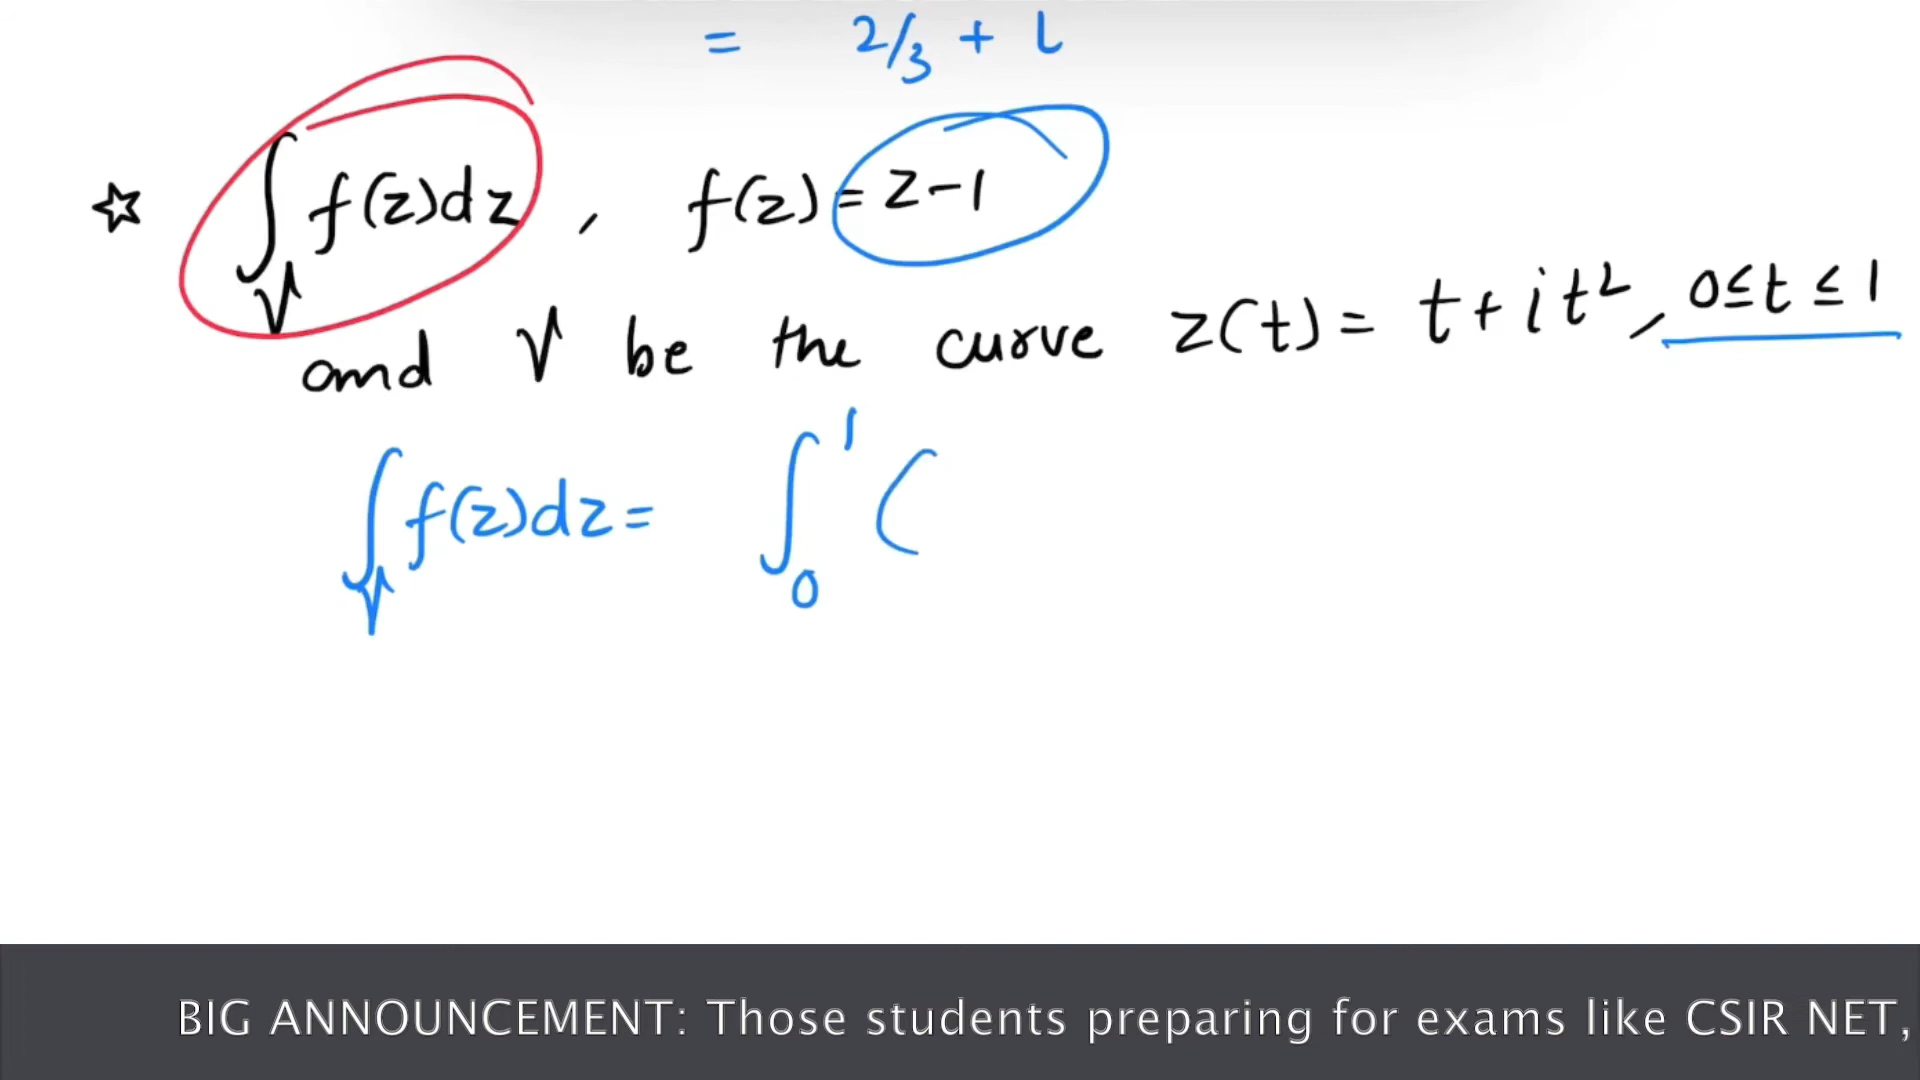 = 2/3 + i
☆ ∫γ f(z)dz , f(z) = z-1
and γ be the curve z(t) = t + it², 0≤t≤1
∫γ f(z)dz = ∫₀¹ (
BIG ANNOUNCEMENT: Those students preparing for exams like CSIR NET,